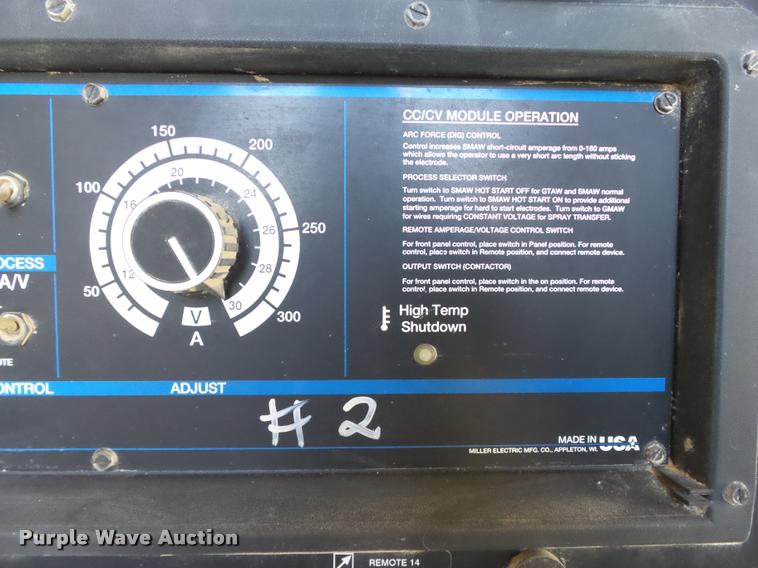 CC/CV MODULE OPERATION
ARC FORCE (DIG) CONTROL
Control increases SMAW short-circuit amperage from 0-160 amps
which allows the operator to use a very short arc length without sticking
the electrode.
PROCESS SELECTOR SWITCH
Turn switch to SMAW HOT START OFF for GTAW and SMAW normal
operation. Turn switch to SMAW HOT START ON to provide additional
starting amperage for hard to start electrodes. Turn switch to GMAW
for wires requiring CONSTANT VOLTAGE for SPRAY TRANSFER.
REMOTE AMPERAGE/VOLTAGE CONTROL SWITCH
For front panel control, place switch in Panel position. For remote
control, place switch in Remote position, and connect remote device.
OUTPUT SWITCH (CONTACTOR)
For front panel control, place switch in the on position. For remote
control, place switch in Remote position, and connect remote device.
High Temp
Shutdown
150
200
100
250
50
300
20
16
24
26
12
28
30
V
A
OCESS
A/V
UTE
ONTROL
ADJUST
# 2
MADE IN USA
MILLER ELECTRIC MFG. CO., APPLETON, WI.
Purple Wave Auction
REMOTE 14